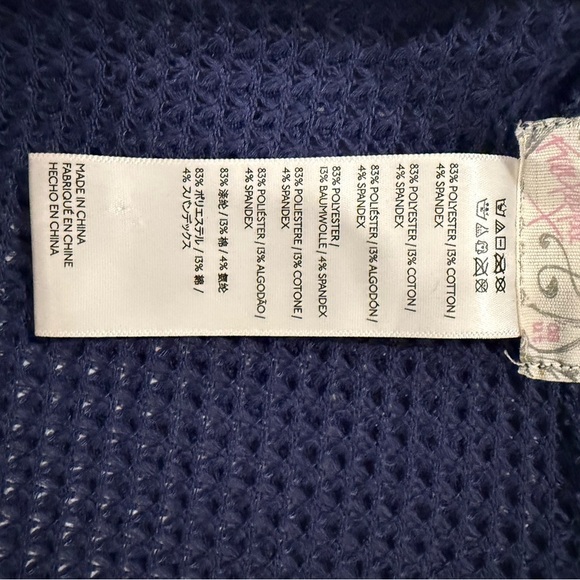 83% POLYESTER / 13% COTTON /
4% SPANDEX
83% POLYESTER / 13% COTON /
4% SPANDEX
83% POLIÉSTER / 13% ALGODÓN /
4% SPANDEX
83% POLYESTER /
13% BAUMWOLLE / 4% SPANDEX
83% POLIESTERE / 13% COTONE /
4% SPANDEX
83% POLIÉSTER / 13% ALGODÃO /
4% SPANDEX
83% 涤纶 / 13% 棉 / 4% 氨纶
83% ポリエステル / 13% 綿 /
4% スパンデックス
MADE IN CHINA
FABRIQUÉ EN CHINE
HECHO EN CHINA